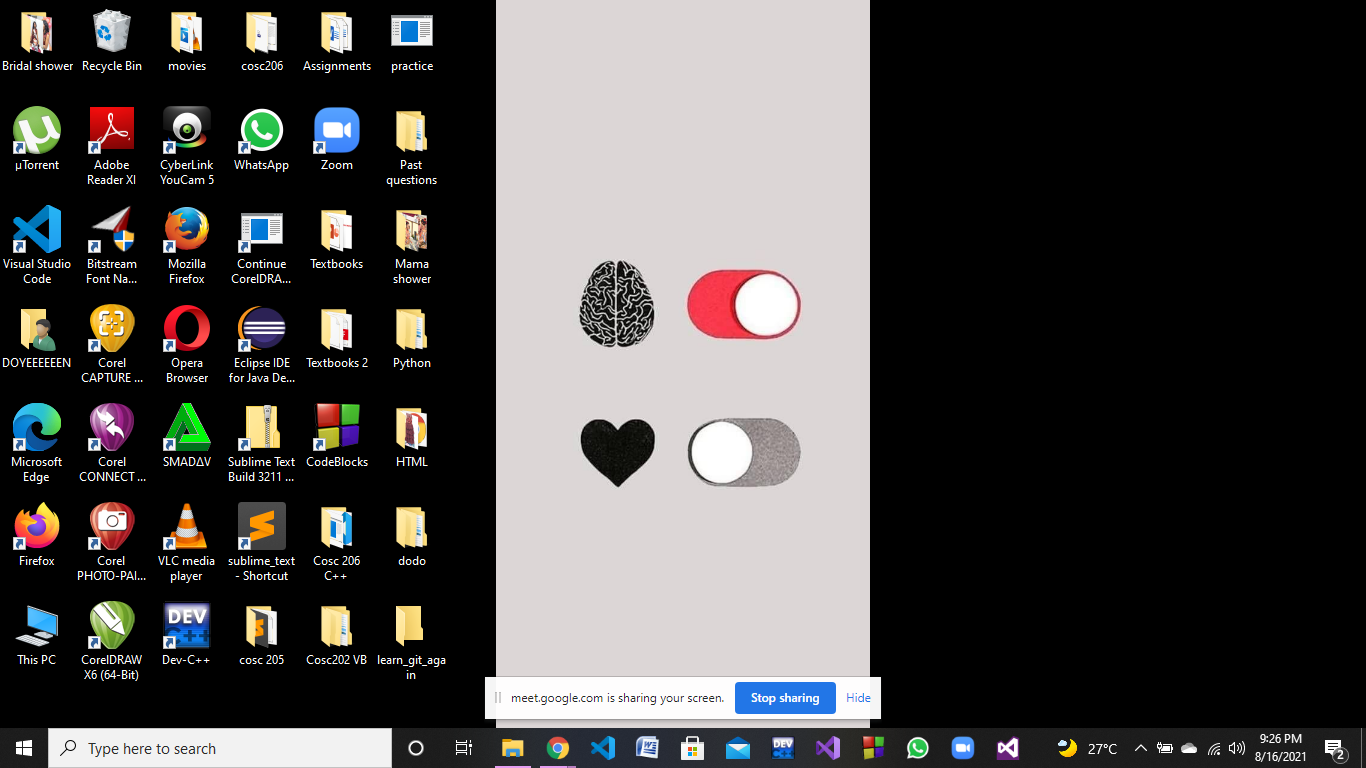 Bridal shower
Recycle Bin
movies
cosc206
Assignments
practice
µTorrent
Adobe
Reader XI
CyberLink
YouCam 5
WhatsApp
Zoom
Past
questions
Visual Studio
Code
Bitstream
Font Na...
Mozilla
Firefox
Continue
CorelDRA...
Textbooks
Mama
shower
DOYEEEEEEN
Corel
CAPTURE ...
Opera
Browser
Eclipse IDE
for Java De...
Textbooks 2
Python
Microsoft
Edge
Corel
CONNECT ...
SMADΔV
Sublime Text
Build 3211 ...
CodeBlocks
HTML
Firefox
Corel
PHOTO-PAI...
VLC media
player
sublime_text
- Shortcut
Cosc 206
C++
dodo
This PC
CorelDRAW
X6 (64-Bit)
DEV
C++
Dev-C++
cosc 205
Cosc202 VB
learn_git_aga
in
meet.google.com is sharing your screen.
Stop sharing
Hide
Type here to search
DEV
27°C
9:26 PM
8/16/2021
2